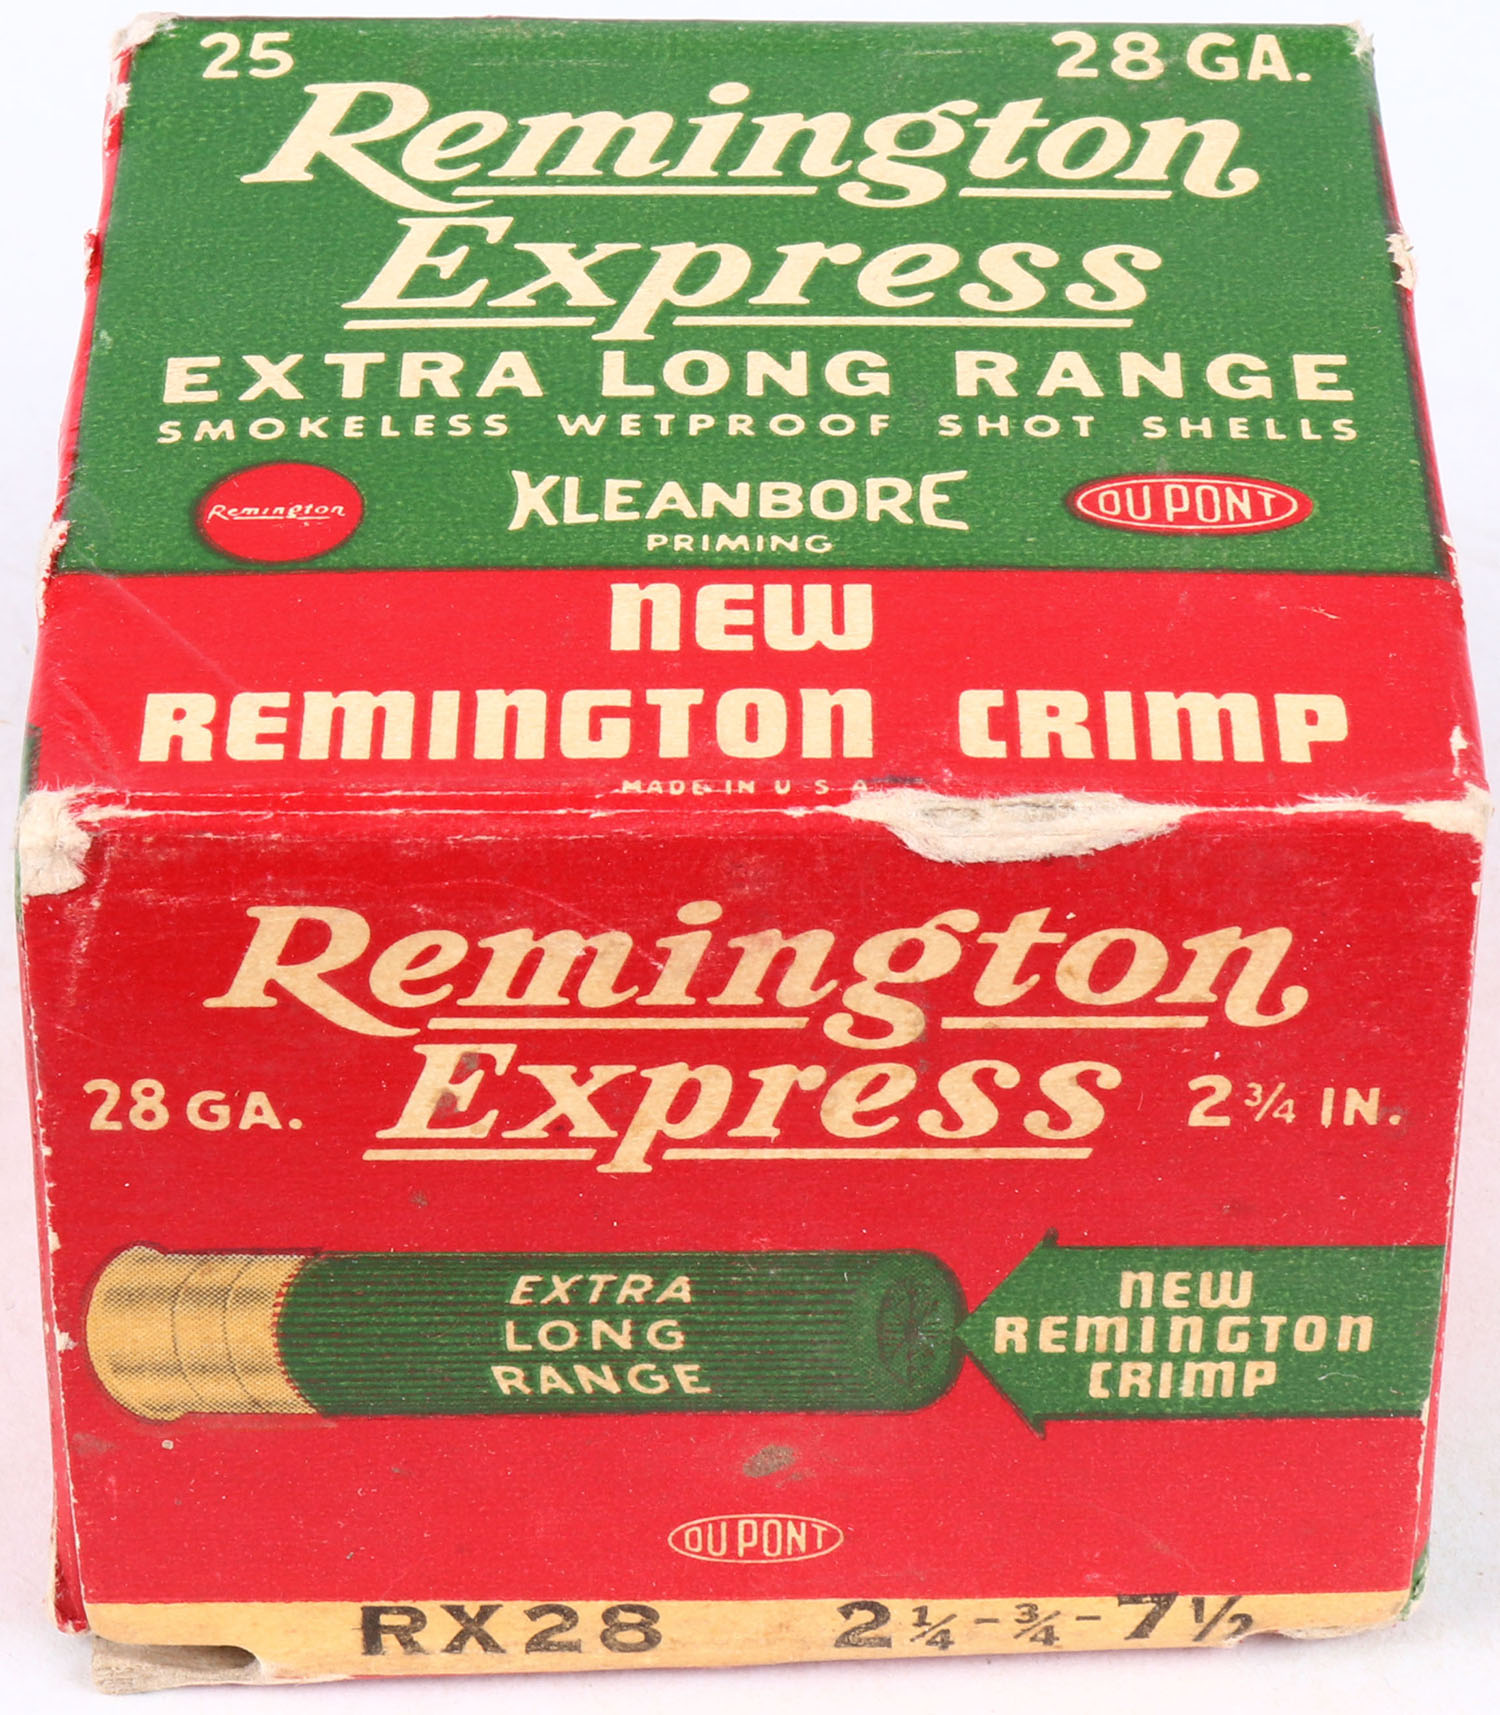 25 28 GA.
Remington
Express
EXTRA LONG RANGE
SMOKELESS WETPROOF SHOT SHELLS
Remington KLEANBORE DU PONT
PRIMING
NEW
REMINGTON CRIMP
MADE IN U S A
Remington
Express
28 GA. 2 3/4 IN.
EXTRA
LONG
RANGE
NEW
REMINGTON
CRIMP
DU PONT
RX28 2 1/4 - 3/4 - 7 1/2